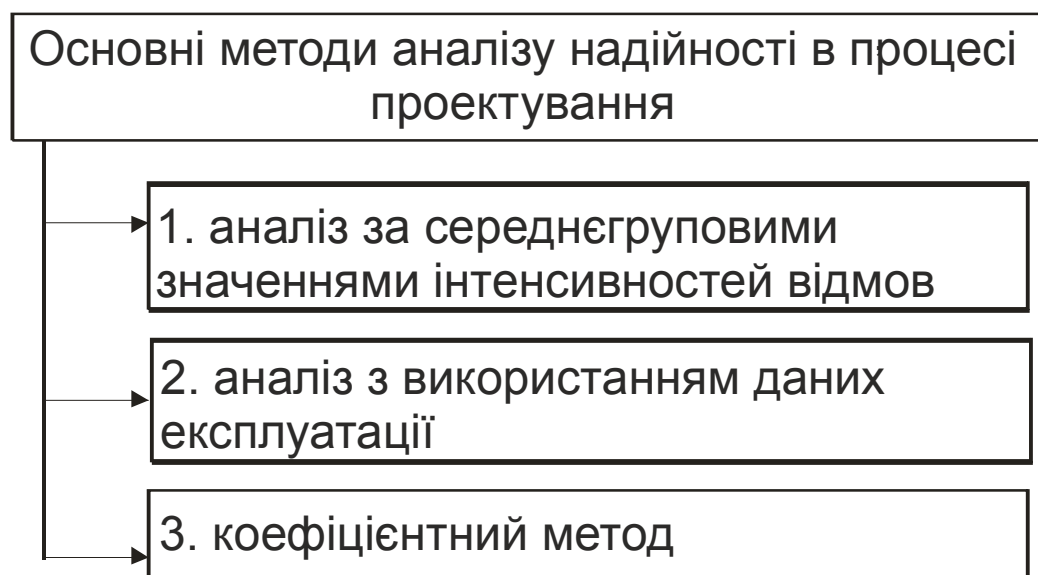 Основні методи аналізу надійності в процесі
проектування
1. аналіз за середнєгруповими
значеннями інтенсивностей відмов
2. аналіз з використанням даних
експлуатації
3. коефіцієнтний метод